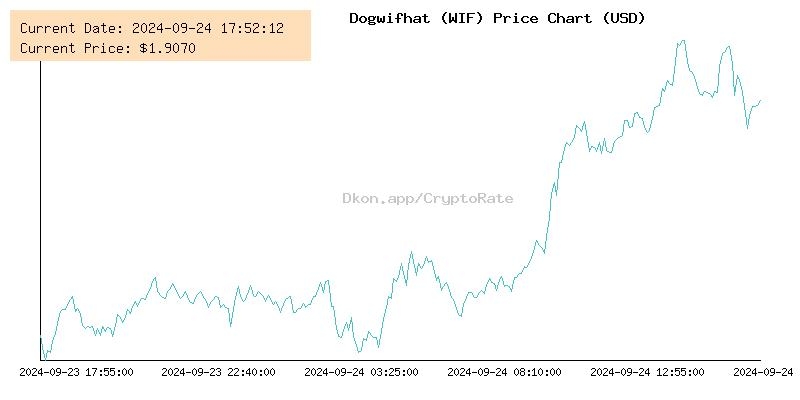 Dogwifhat (WIF) Price Chart (USD)
Current Date: 2024-09-24 17:52:12
Current Price: $1.9070
Dkon.app/CryptoRate
2024-09-23 17:55:00 2024-09-23 22:40:00 2024-09-24 03:25:00 2024-09-24 08:10:00 2024-09-24 12:55:00 2024-09-24